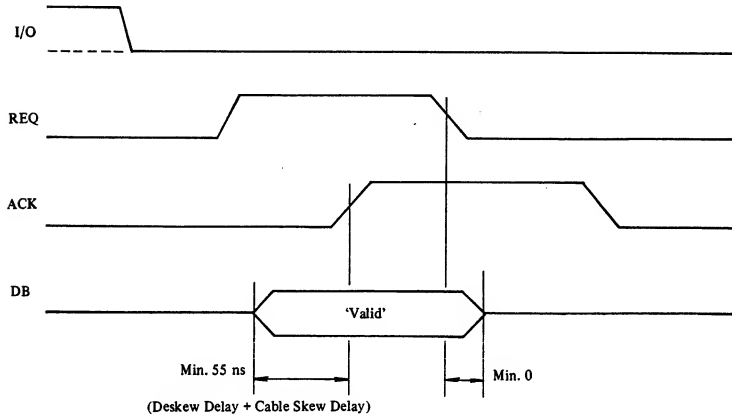 I/O
REQ
ACK
DB
'Valid'
Min. 55 ns
Min. 0
(Deskew Delay + Cable Skew Delay)